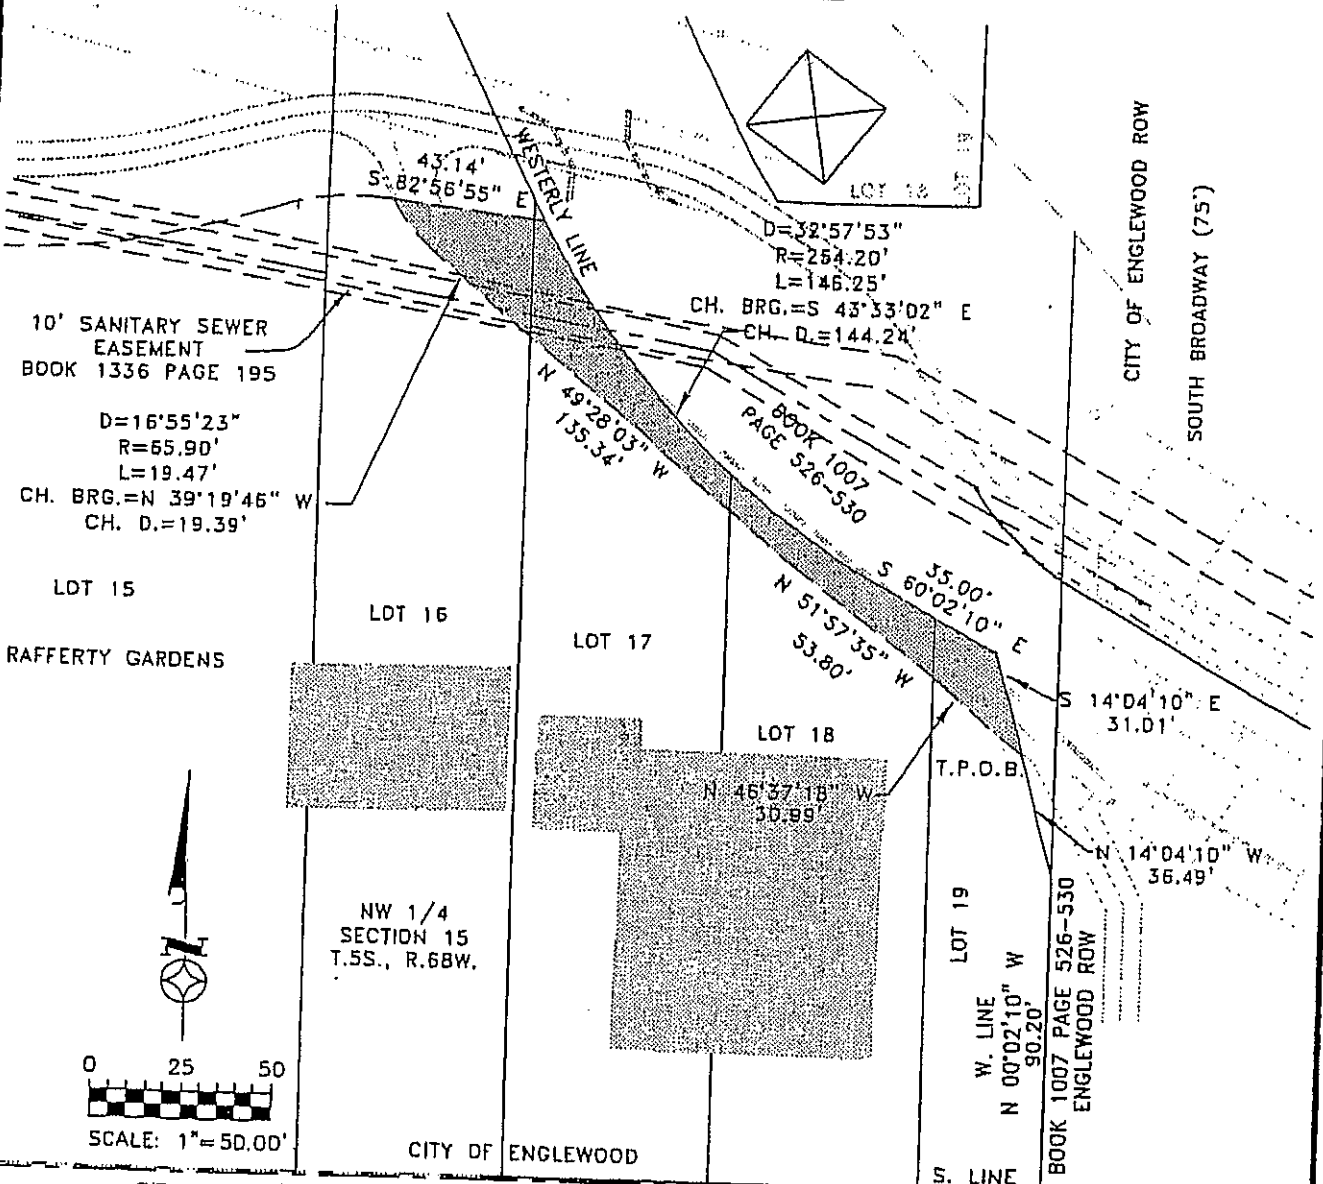 43.14'
S 82°56'55" E
WESTERLY LINE
LOT 18
LOT 19
D=32°57'53"
R=254.20'
L=146.25'
CH. BRG.=S 43°33'02" E
CH. D.=144.24'
CITY OF ENGLEWOOD ROW
SOUTH BROADWAY (75')
10' SANITARY SEWER
EASEMENT
BOOK 1336 PAGE 195
D=16°55'23"
R=65.90'
L=19.47'
CH. BRG.=N 39°19'46" W
CH. D.=19.39'
N 49°28'03" W
135.34'
BOOK 1007
PAGE 526-530
35.00'
S 60°02'10" E
N 51°57'35" W
53.80'
LOT 15
LOT 16
LOT 17
RAFFERTY GARDENS
S 14°04'10" E
31.01'
LOT 18
T.P.O.B.
N 46°37'18" W
30.99'
N 14°04'10" W
36.49'
NW 1/4
SECTION 15
T.5S., R.68W.
LOT 19
W. LINE
N 00°02'10" W
90.20'
BOOK 1007 PAGE 526-530
ENGLEWOOD ROW
N
0 25 50
SCALE: 1"=50.00'
CITY OF ENGLEWOOD
S. LINE